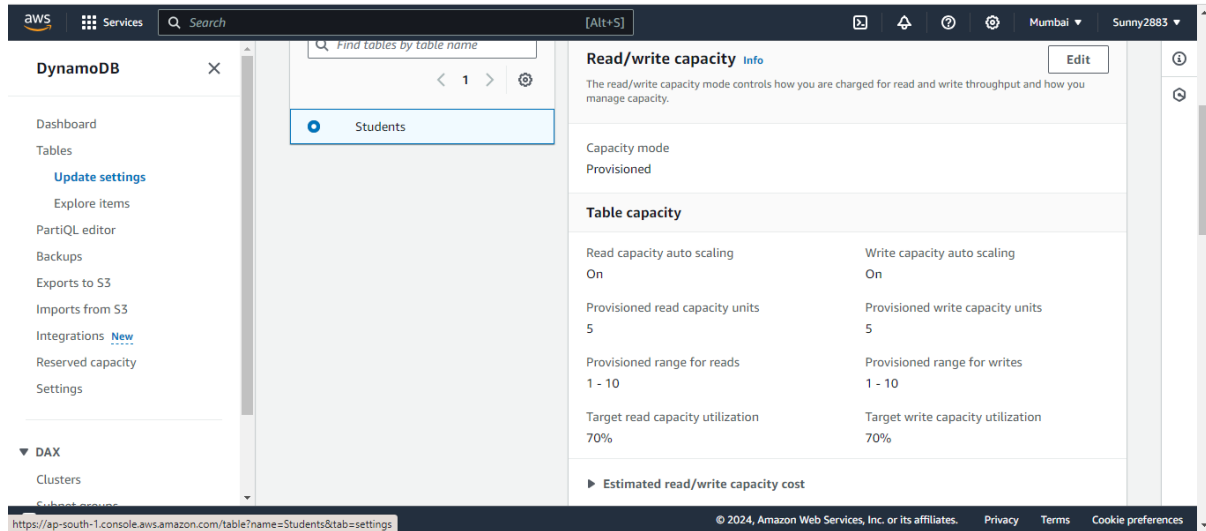 aws Services Search [Alt+S] Mumbai ▼ Sunny2883 ▼
DynamoDB
Dashboard
Tables
Update settings
Explore items
PartiQL editor
Backups
Exports to S3
Imports from S3
Integrations New
Reserved capacity
Settings
▼ DAX
Clusters
Subnet groups
Find tables by table name
< 1 >
Students
Read/write capacity Info Edit
The read/write capacity mode controls how you are charged for read and write throughput and how you
manage capacity.
Capacity mode
Provisioned
Table capacity
Read capacity auto scaling Write capacity auto scaling
On On
Provisioned read capacity units Provisioned write capacity units
5 5
Provisioned range for reads Provisioned range for writes
1 - 10 1 - 10
Target read capacity utilization Target write capacity utilization
70% 70%
▶ Estimated read/write capacity cost
https://ap-south-1.console.aws.amazon.com/table?name=Students&tab=settings © 2024, Amazon Web Services, Inc. or its affiliates. Privacy Terms Cookie preferences